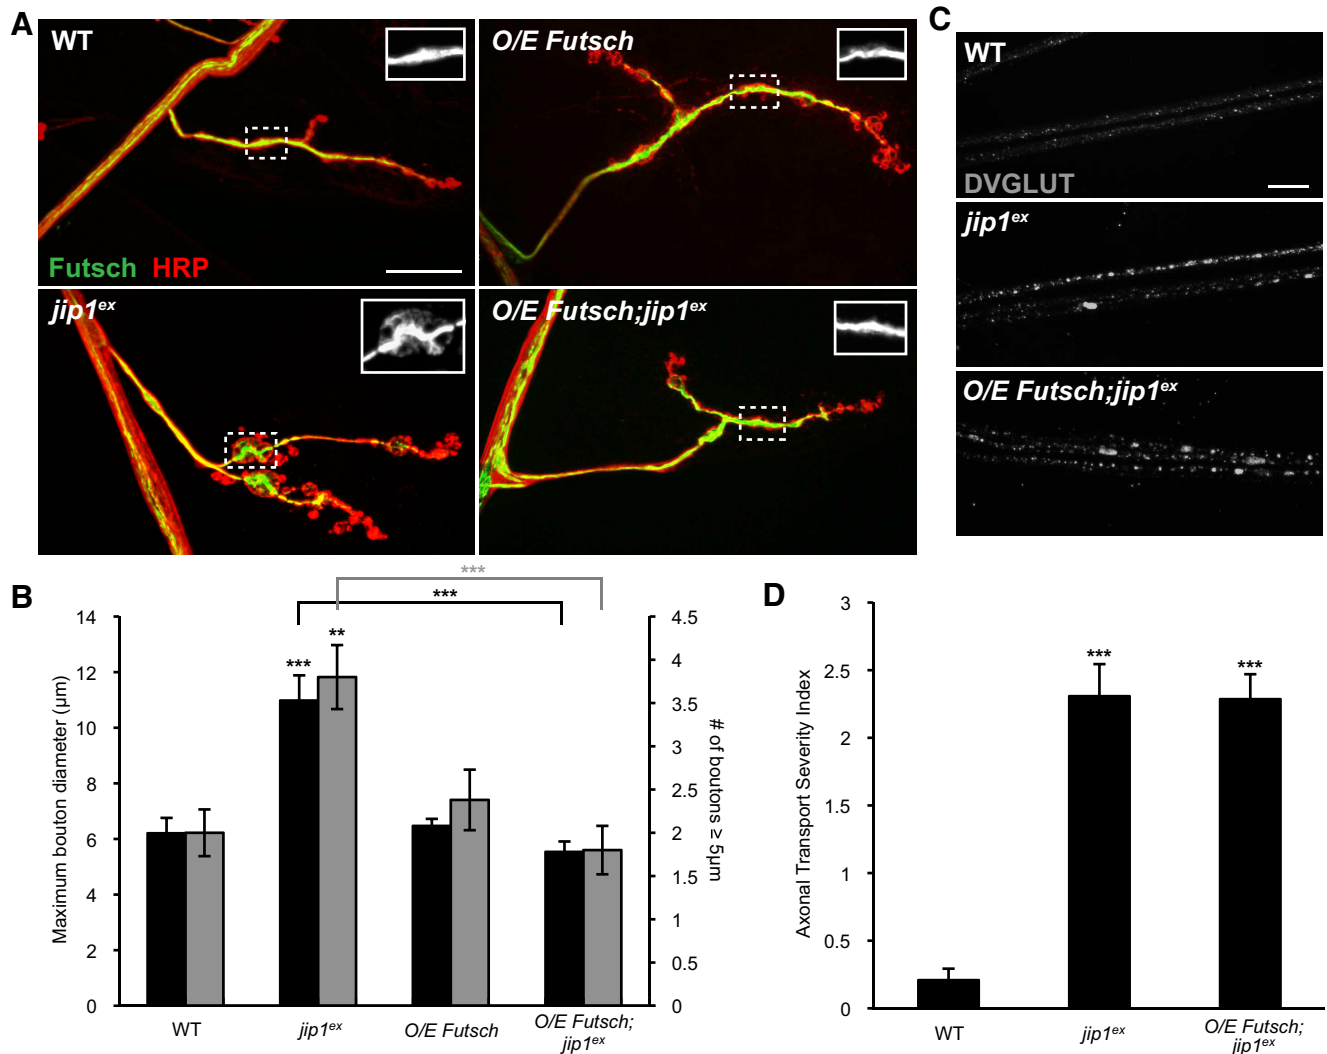 A
WT
O/E Futsch
Futsch HRP
jip1ex
O/E Futsch;jip1ex
C
WT
DVGLUT
jip1ex
O/E Futsch;jip1ex
B
***
***
***
**
14
12
10
8
6
4
2
0
Maximum bouton diameter (μm)
4.5
4
3.5
3
2.5
2
1.5
1
0.5
0
# of boutons ≥ 5μm
WT
jip1ex
O/E Futsch
O/E Futsch;
jip1ex
D
3
2.5
2
1.5
1
0.5
0
Axonal Transport Severity Index
***
***
WT
jip1ex
O/E Futsch;
jip1ex